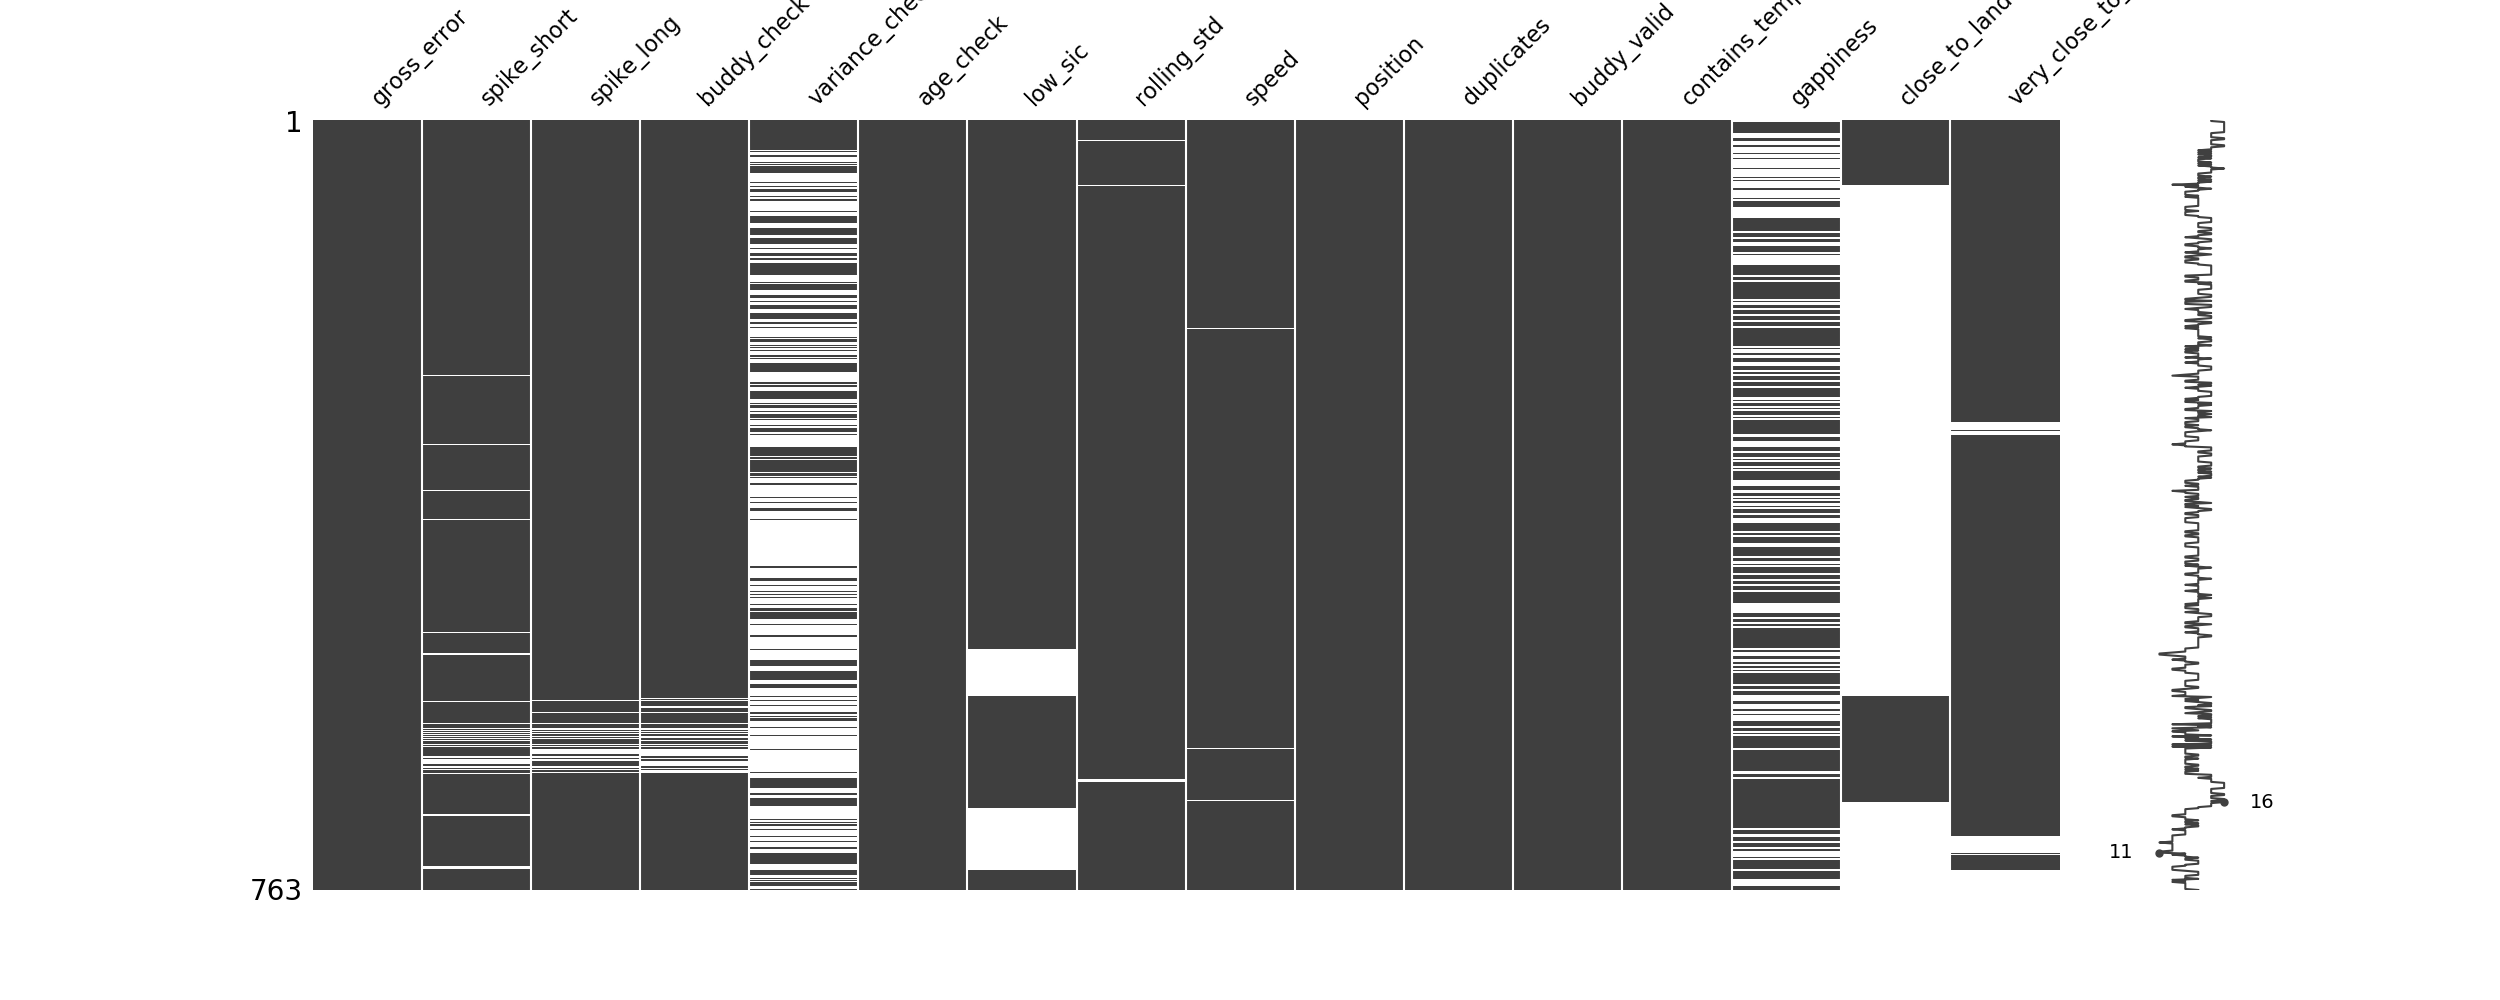 gross_error
spike_short
spike_long
buddy_check
age_check
low_sic
rolling_std
speed
position
duplicates
buddy_valid
gappiness
close_to_land
1
763
16
11